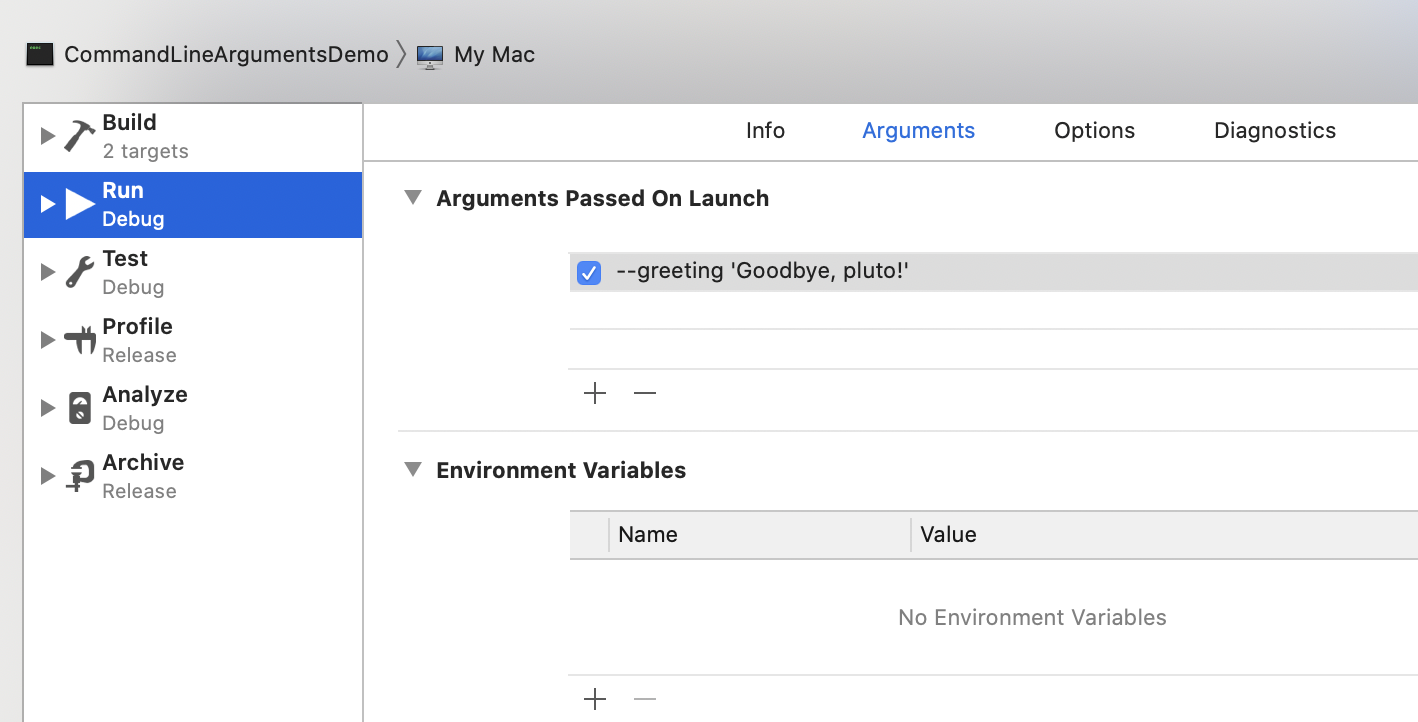 CommandLineArgumentsDemo
My Mac
Build
2 targets
Run
Debug
Test
Debug
Profile
Release
Analyze
Debug
Archive
Release
Info
Arguments
Options
Diagnostics
Arguments Passed On Launch
--greeting 'Goodbye, pluto!'
Environment Variables
Name
Value
No Environment Variables